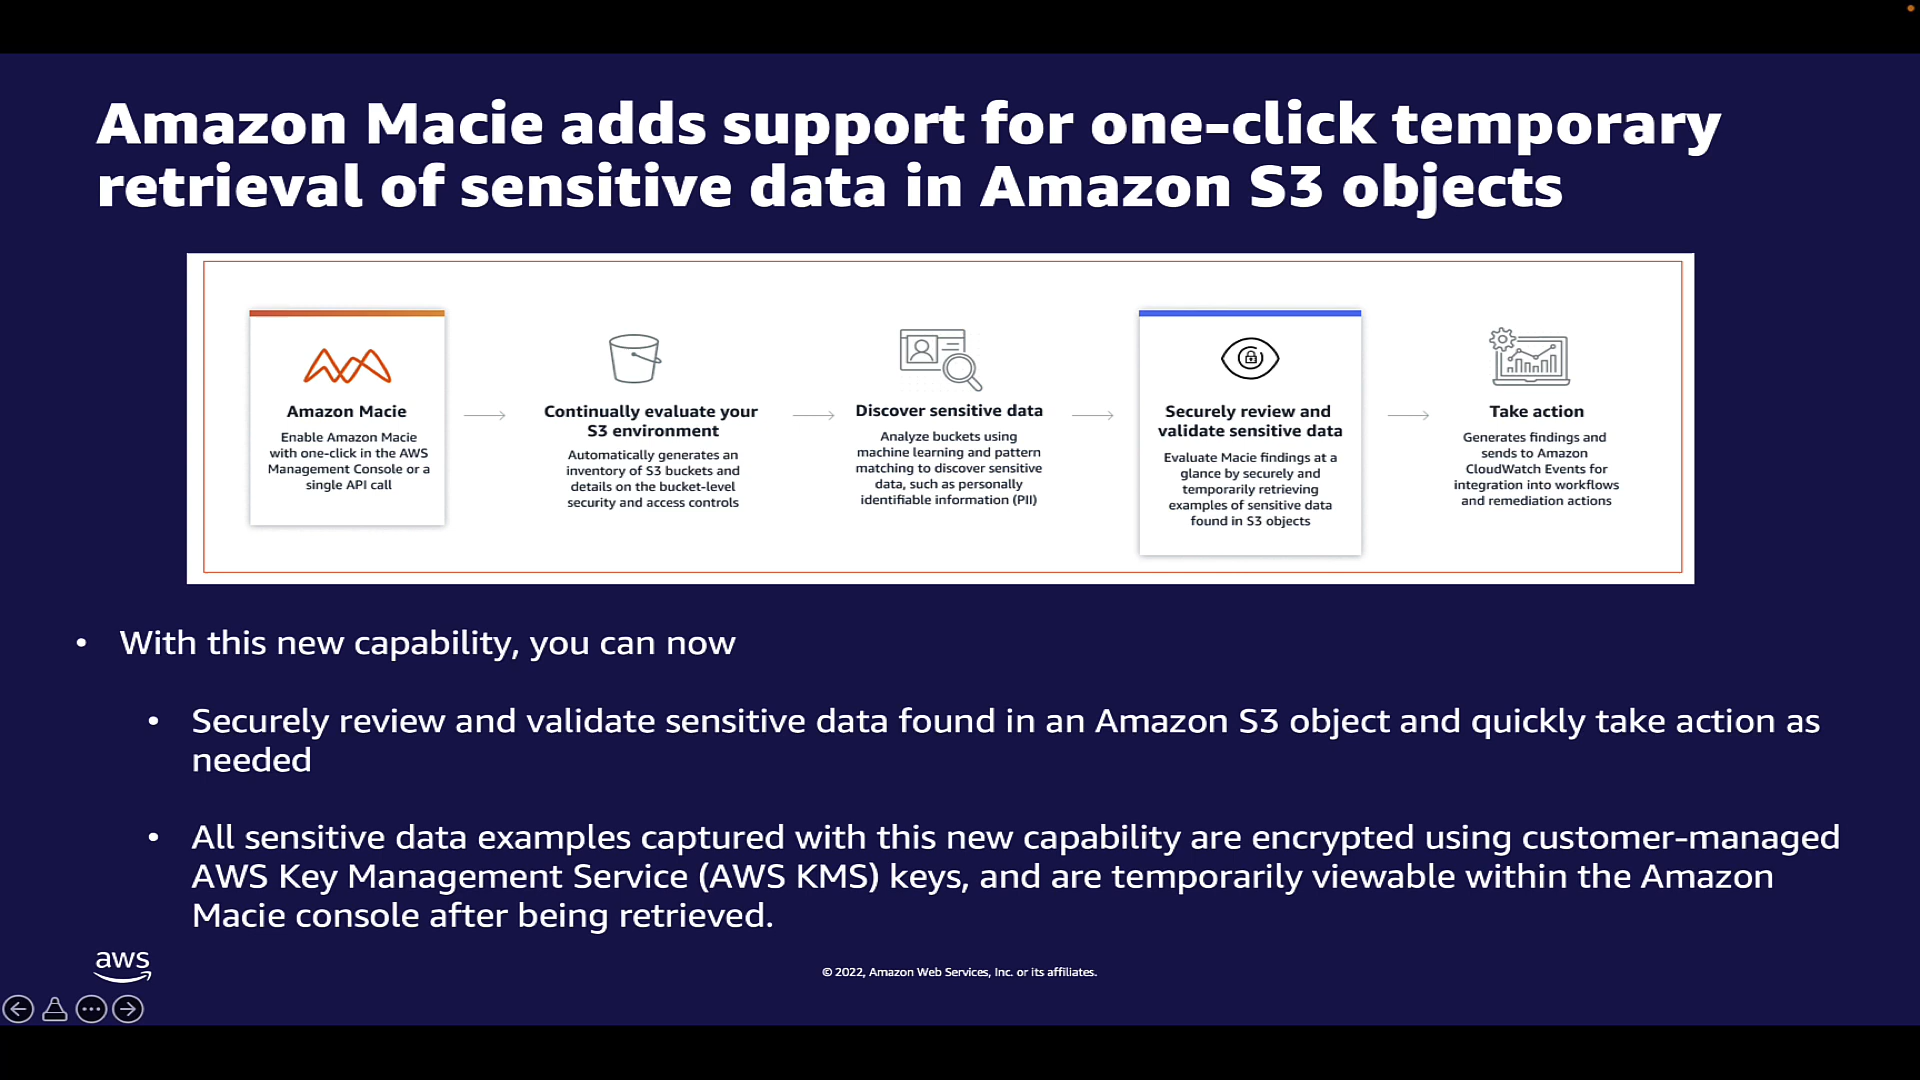 Amazon Macie adds support for one-click temporary
retrieval of sensitive data in Amazon S3 objects
Amazon Macie
Enable Amazon Macie
with one-click in the AWS
Management Console or a
single API call
Continually evaluate your
S3 environment
Automatically generates an
inventory of S3 buckets and
details on the bucket-level
security and access controls
Discover sensitive data
Analyze buckets using
machine learning and pattern
matching to discover sensitive
data, such as personally
identifiable information (PII)
Securely review and
validate sensitive data
Evaluate Macie findings at a
glance by securely and
temporarily retrieving
examples of sensitive data
found in S3 objects
Take action
Generates findings and
sends to Amazon
CloudWatch Events for
integration into workflows
and remediation actions
• With this new capability, you can now
• Securely review and validate sensitive data found in an Amazon S3 object and quickly take action as
needed
• All sensitive data examples captured with this new capability are encrypted using customer-managed
AWS Key Management Service (AWS KMS) keys, and are temporarily viewable within the Amazon
Macie console after being retrieved.
aws
© 2022, Amazon Web Services, Inc. or its affiliates.